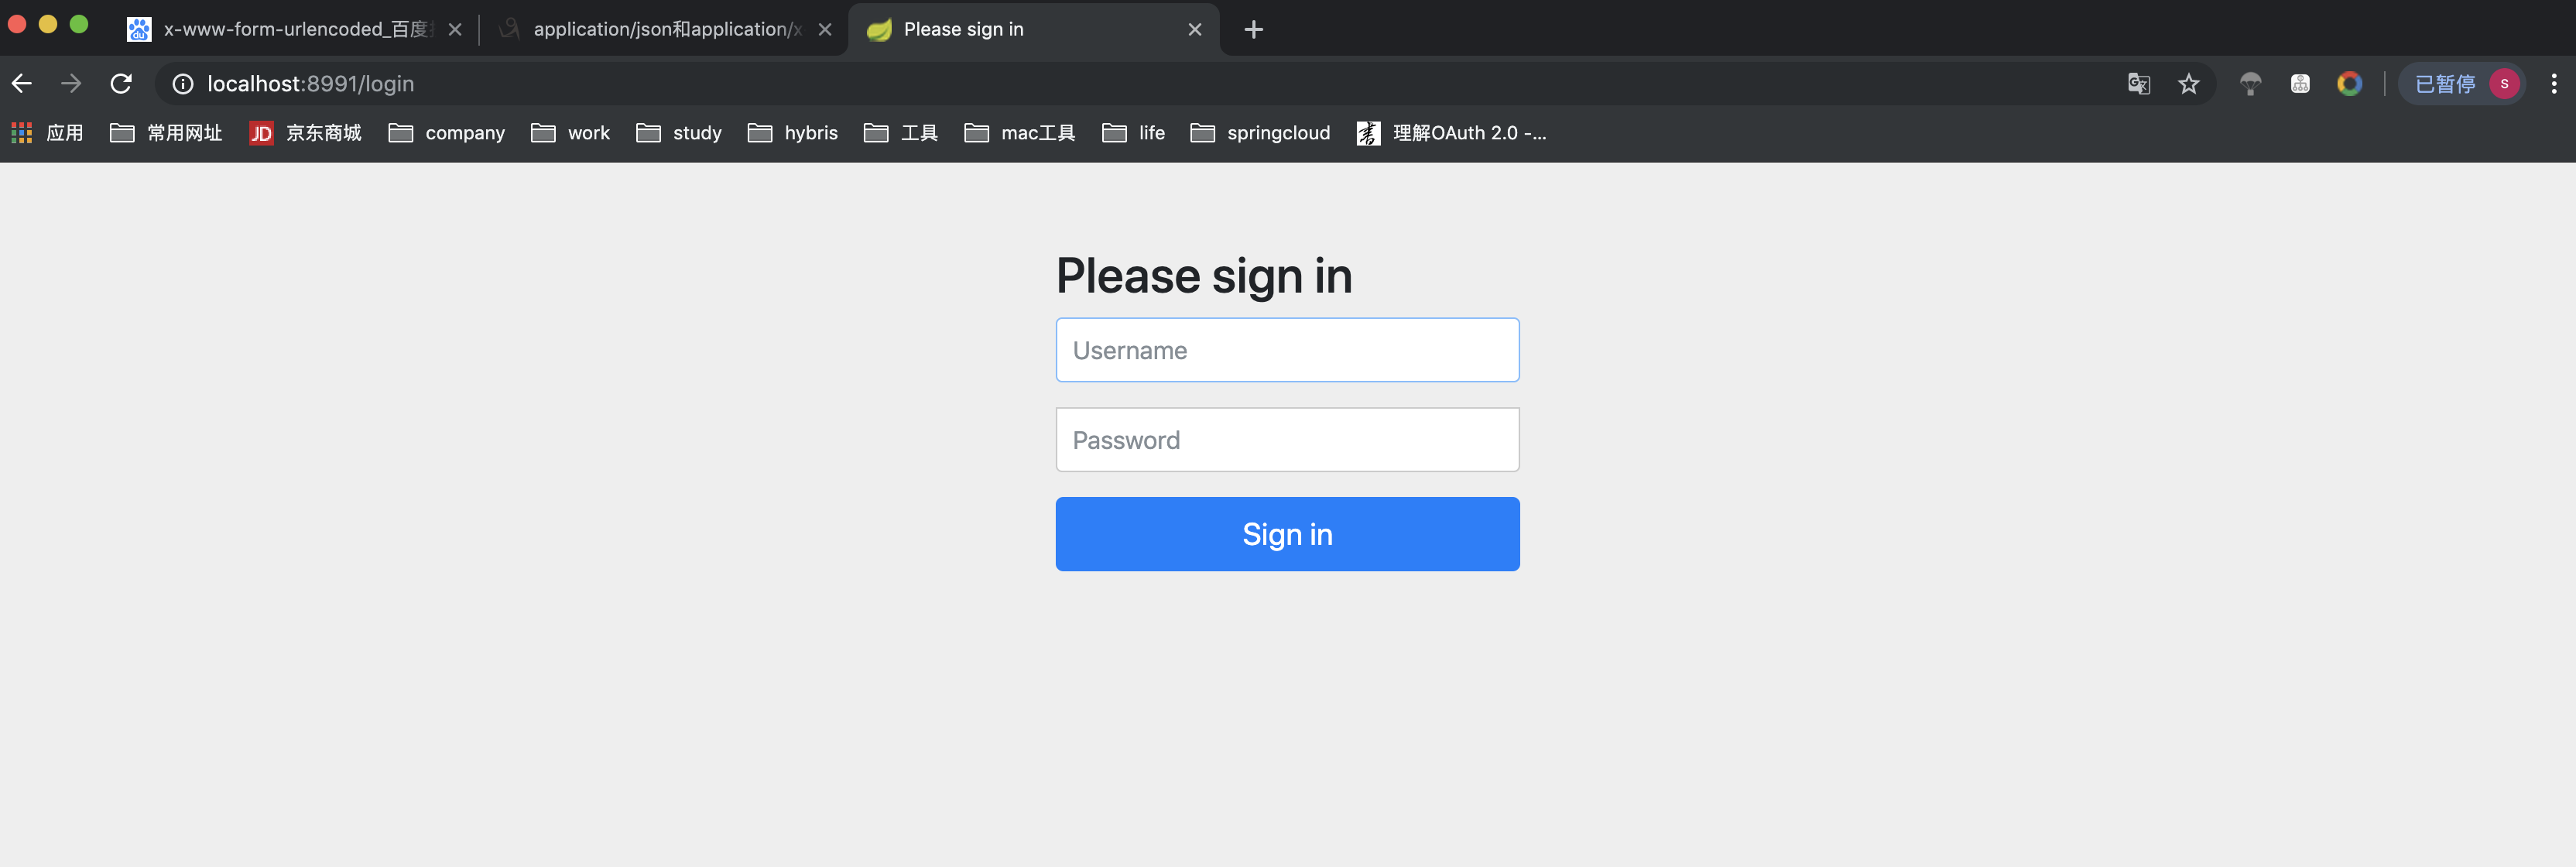 x-www-form-urlencoded_百度
application/json和application/x
Please sign in
localhost:8991/login
已暂停
S
应用
常用网址
JD 京东商城
company
work
study
hybris
工具
mac工具
life
springcloud
理解OAuth 2.0 -...
Please sign in
Username
Password
Sign in